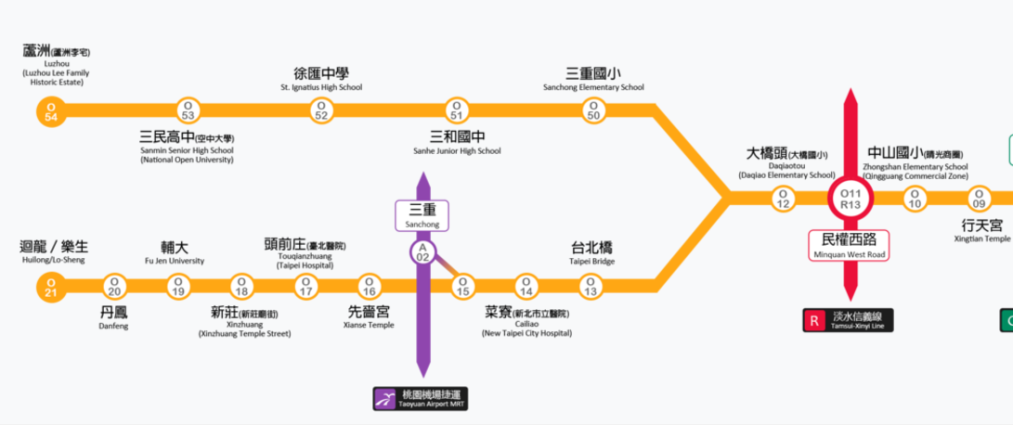 蘆洲(蘆洲李宅)
Luzhou
(Luzhou Lee Family
Historic Estate)
O
54
O
53
三民高中(空中大學)
Sanmin Senior High School
(National Open University)
徐匯中學
St. Ignatius High School
O
52
O
51
三和國中
Sanhe Junior High School
三重國小
Sanchong Elementary School
O
50
迴龍／樂生
Huilong/Lo-Sheng
O
21
O
20
丹鳳
Danfeng
輔大
Fu Jen University
O
19
O
18
新莊(新莊廟街)
Xinzhuang
(Xinzhuang Temple Street)
頭前庄(臺北醫院)
Touqianzhuang
(Taipei Hospital)
O
17
O
16
先嗇宮
Xianse Temple
三重
Sanchong
A
02
O
15
桃園機場捷運
Taoyuan Airport MRT
O
14
菜寮(新北市立醫院)
Cailiao
(New Taipei City Hospital)
台北橋
Taipei Bridge
O
13
大橋頭(大橋國小)
Daqiaotou
(Daqiao Elementary School)
O
12
O11
R13
民權西路
Minquan West Road
R
淡水信義線
Tamsui-Xinyi Line
中山國小(晴光商圈)
Zhongshan Elementary School
(Qingguang Commercial Zone)
O
10
O
09
行天宮
Xingtian Temple